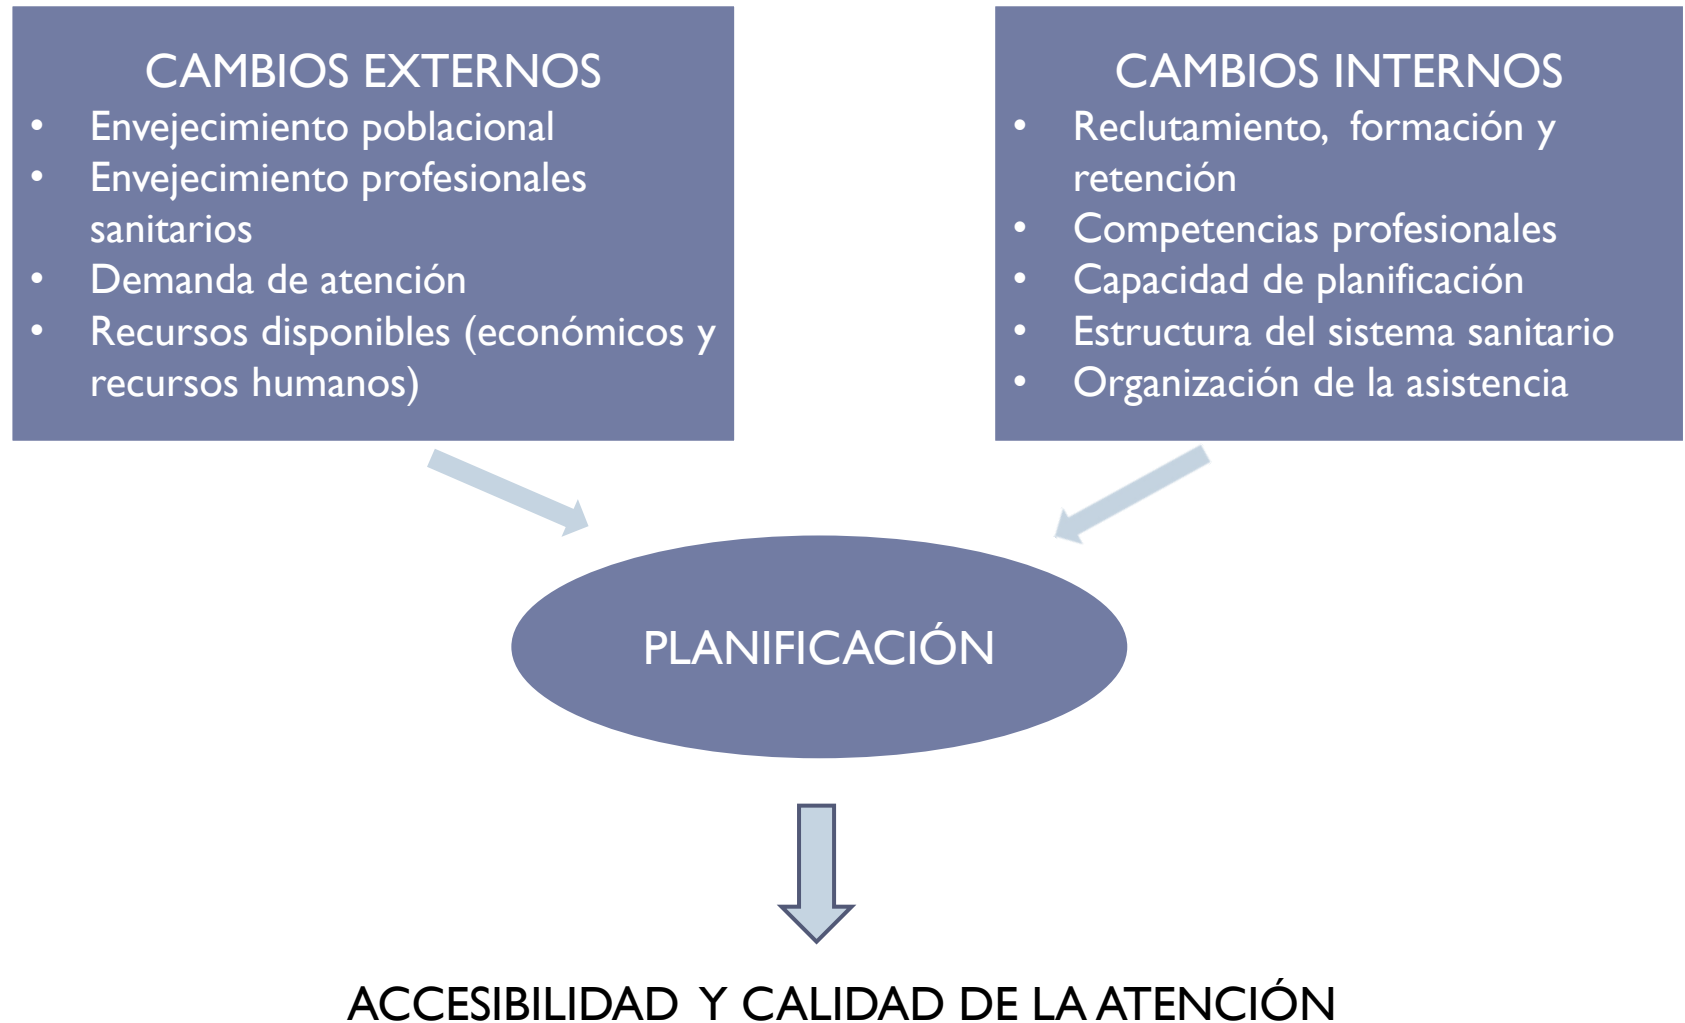 CAMBIOS EXTERNOS
• Envejecimiento poblacional
• Envejecimiento profesionales
sanitarios
• Demanda de atención
• Recursos disponibles (económicos y
recursos humanos)
CAMBIOS INTERNOS
• Reclutamiento, formación y
retención
• Competencias profesionales
• Capacidad de planificación
• Estructura del sistema sanitario
• Organización de la asistencia
PLANIFICACIÓN
ACCESIBILIDAD Y CALIDAD DE LA ATENCIÓN